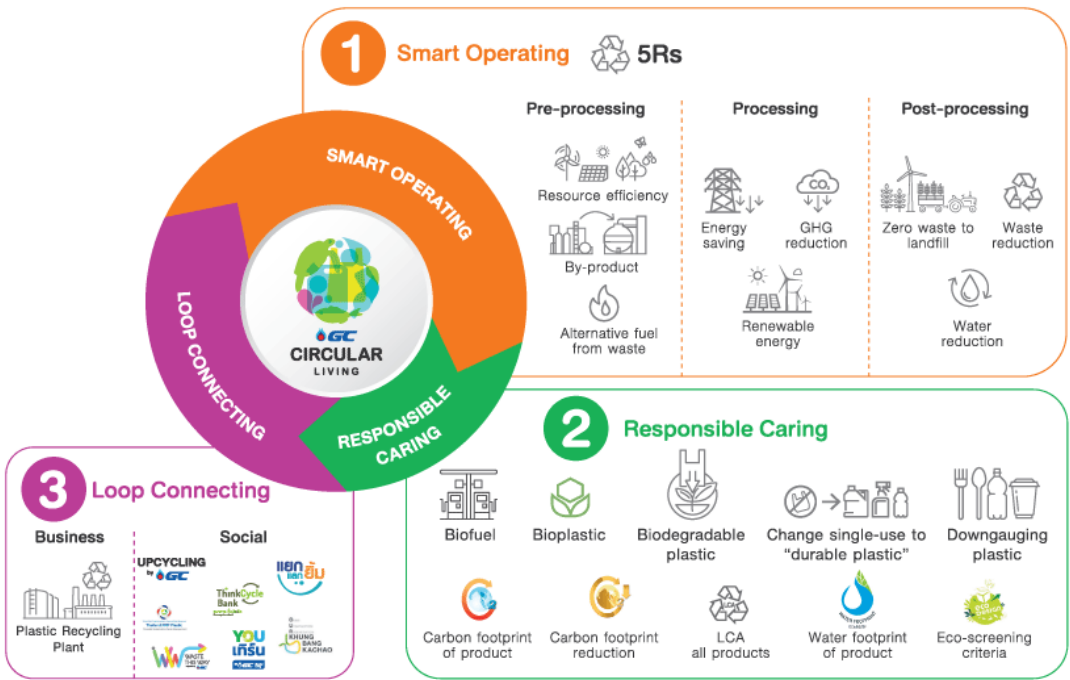 1 Smart Operating 5Rs
Pre-processing
Resource efficiency
By-product
Alternative fuel
from waste
Processing
Energy
saving
CO₂
GHG
reduction
Renewable
energy
Post-processing
Zero waste to
landfill
Waste
reduction
Water
reduction
SMART OPERATING
RESPONSIBLE
CARING
LOOP CONNECTING
GC
CIRCULAR
LIVING
2 Responsible Caring
Biofuel
Bioplastic
Biodegradable
plastic
Change single-use to
“durable plastic”
Downgauging
plastic
Carbon footprint
of product
Carbon footprint
reduction
LCA
LCA
all products
WATER FOOTPRINT
Water footprint
of product
Eco-screening
criteria
3 Loop Connecting
Business
Plastic Recycling
Plant
Social
UPCYCLING
by GC
ThinkCycle
Bank
แยก
แลก ยิ้ม
WASTE
THIS WAY
YOU
เทิร์น
KHUNG
BANG
KACHAO